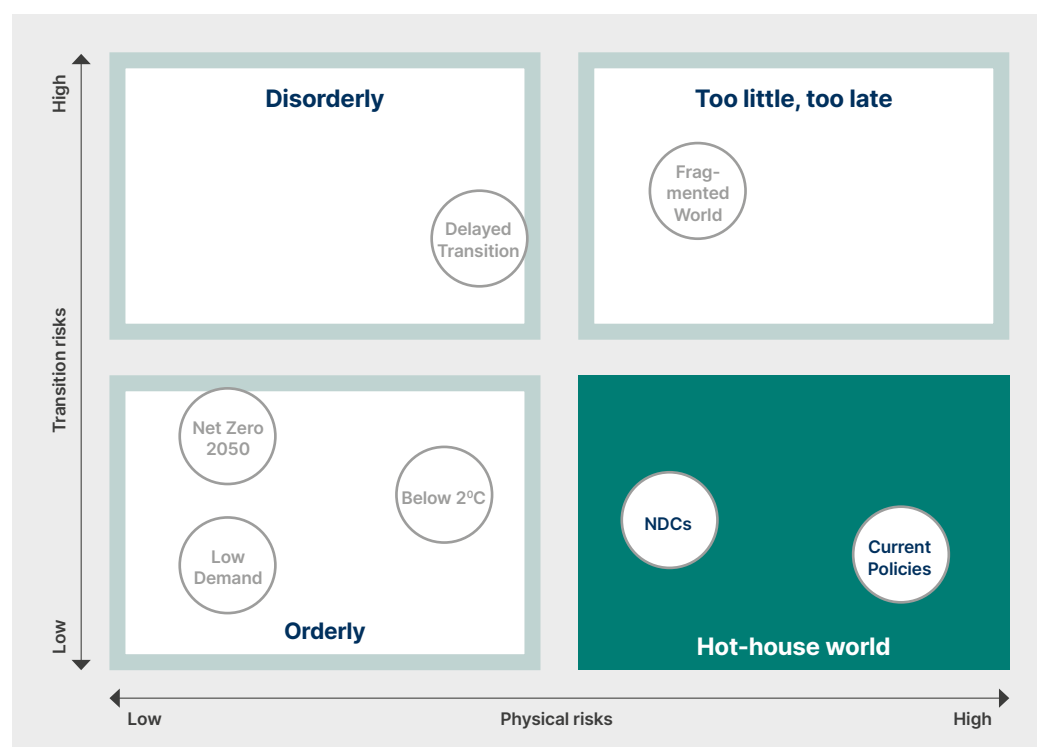 High
Transition risks
Low
Disorderly
Delayed
Transition
Too little, too late
Frag-
mented
World
Net Zero
2050
Below 2⁰C
Low
Demand
Orderly
NDCs
Current
Policies
Hot-house world
Low
Physical risks
High